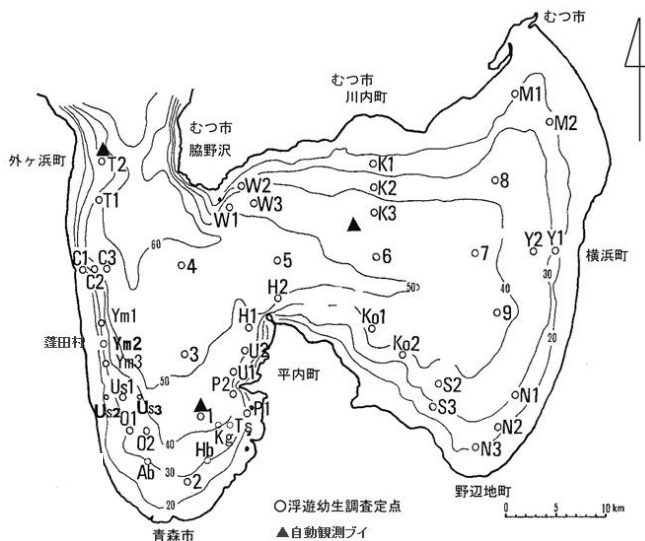 むつ市
むつ市
川内町
M1
M2
むつ市
脇野沢
外ヶ浜町
T2
K1
8
W2
K2
T1
W3
K3
W1
60
C1
C3
C2
4
5
6
7
Y2
Y1
横浜町
30
50
40
20
H2
Ym1
H1
Ko1
9
蓬田村
Ym2
U2
Ko2
Ym3
3
50
U1
平内町
P2
S2
Us1
Us2
Us3
1
P1
S3
N1
O1
O2
40
Kg
Ts
N2
Ab
30
Hb
N3
2
20
野辺地町
青森市
○浮遊幼生調査定点
▲自動観測ブイ
0 5 10 km